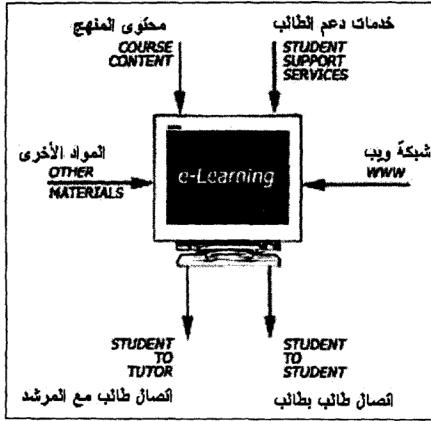 محتوى المنهج
COURSE
CONTENT
خدمات دعم الطالب
STUDENT
SUPPORT
SERVICES
المواد الأخرى
OTHER
MATERIALS
e-Learning
شبكة ويب
WWW
STUDENT
TO
TUTOR
اتصال طالب مع المرشد
STUDENT
TO
STUDENT
اتصال طالب بطالب